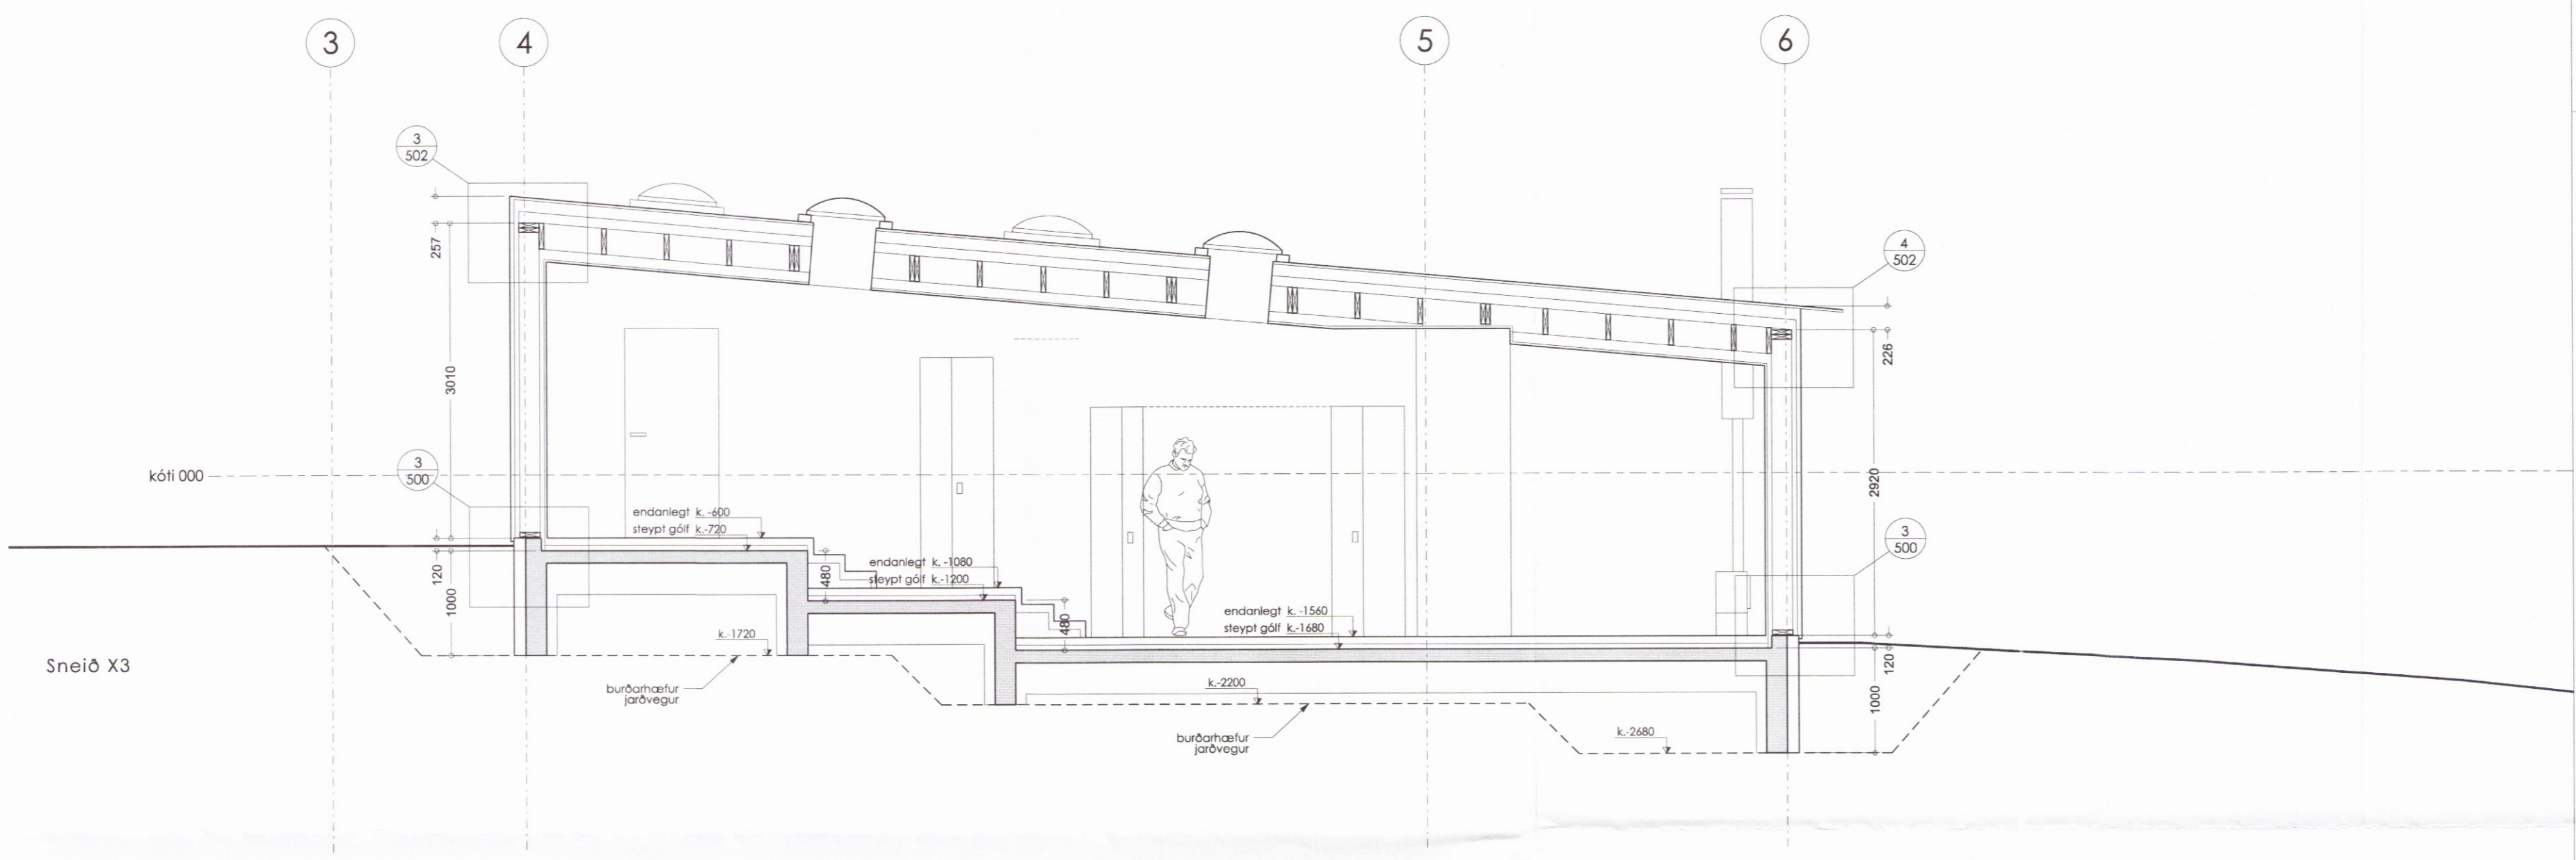 3
4
5
6
3
502
4
502
257
226
3010
2920
kóti 000
3
500
3
500
endanlegt k. -600
steypt gólf k.-720
endanlegt k. -1080
steypt gólf k.-1200
480
endanlegt k. -1560
steypt gólf k.-1680
480
120
1000
120
1000
k.-1720
k.-2200
k.-2680
Sneið X3
burðarhæfur
jarðvegur
burðarhæfur
jarðvegur